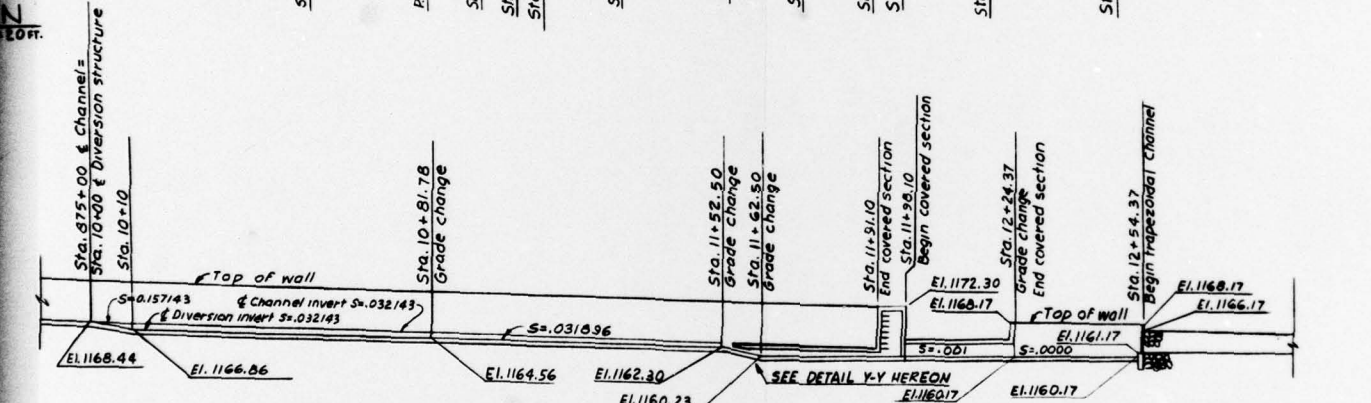 Z
20 FT.
Sta. 875+00 ₵ Channel =
Sta. 10+00 ₵ Diversion structure
Sta. 10+10
Sta. 10+81.78
Grade change
Sta. 11+52.50
Grade change
Sta. 11+62.50
Grade change
Sta. 11+91.10
End covered section
Sta. 11+98.10
Begin covered section
Sta. 12+24.37
Grade change
End covered section
Sta. 12+54.37
Begin trapezoidal channel
Top of wall
S=0.157143
₵ Channel invert S=.032143
₵ Diversion invert S=.032143
S=.031896
El. 1172.30
El. 1168.17
Top of wall
El. 1168.17
El. 1166.17
El. 1161.17
S=.001
S=.0000
El. 1168.44
El. 1166.86
El. 1164.56
El. 1162.30
El. 1160.23
SEE DETAIL Y-Y HEREON
El. 1160.17
El. 1160.17